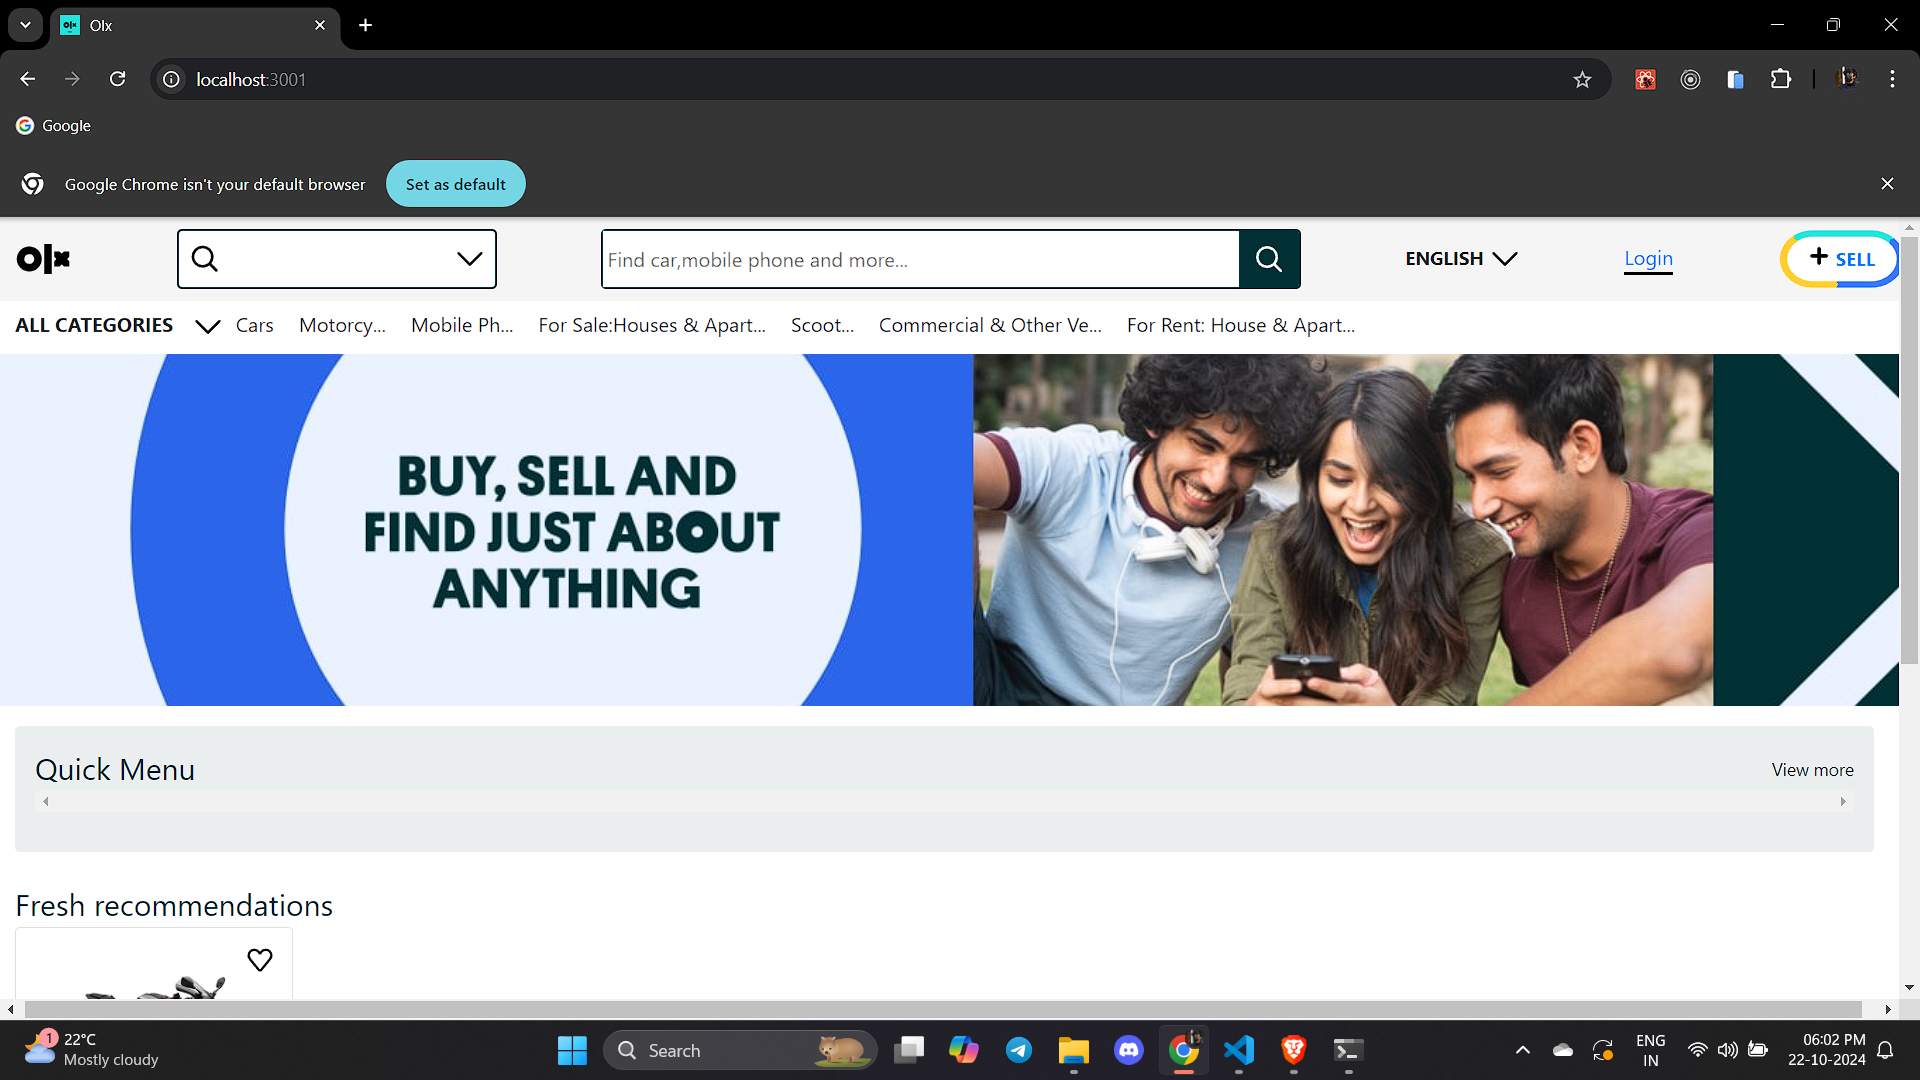 Olx
localhost:3001
Google
Google Chrome isn't your default browser
Set as default
olx
Find car,mobile phone and more...
ENGLISH
Login
SELL
ALL CATEGORIES
Cars
Motorcy...
Mobile Ph...
For Sale:Houses & Apart...
Scoot...
Commercial & Other Ve...
For Rent: House & Apart...
BUY, SELL AND
FIND JUST ABOUT
ANYTHING
Quick Menu
View more
Fresh recommendations
1
22°C
Mostly cloudy
Search
ENG
IN
06:02 PM
22-10-2024